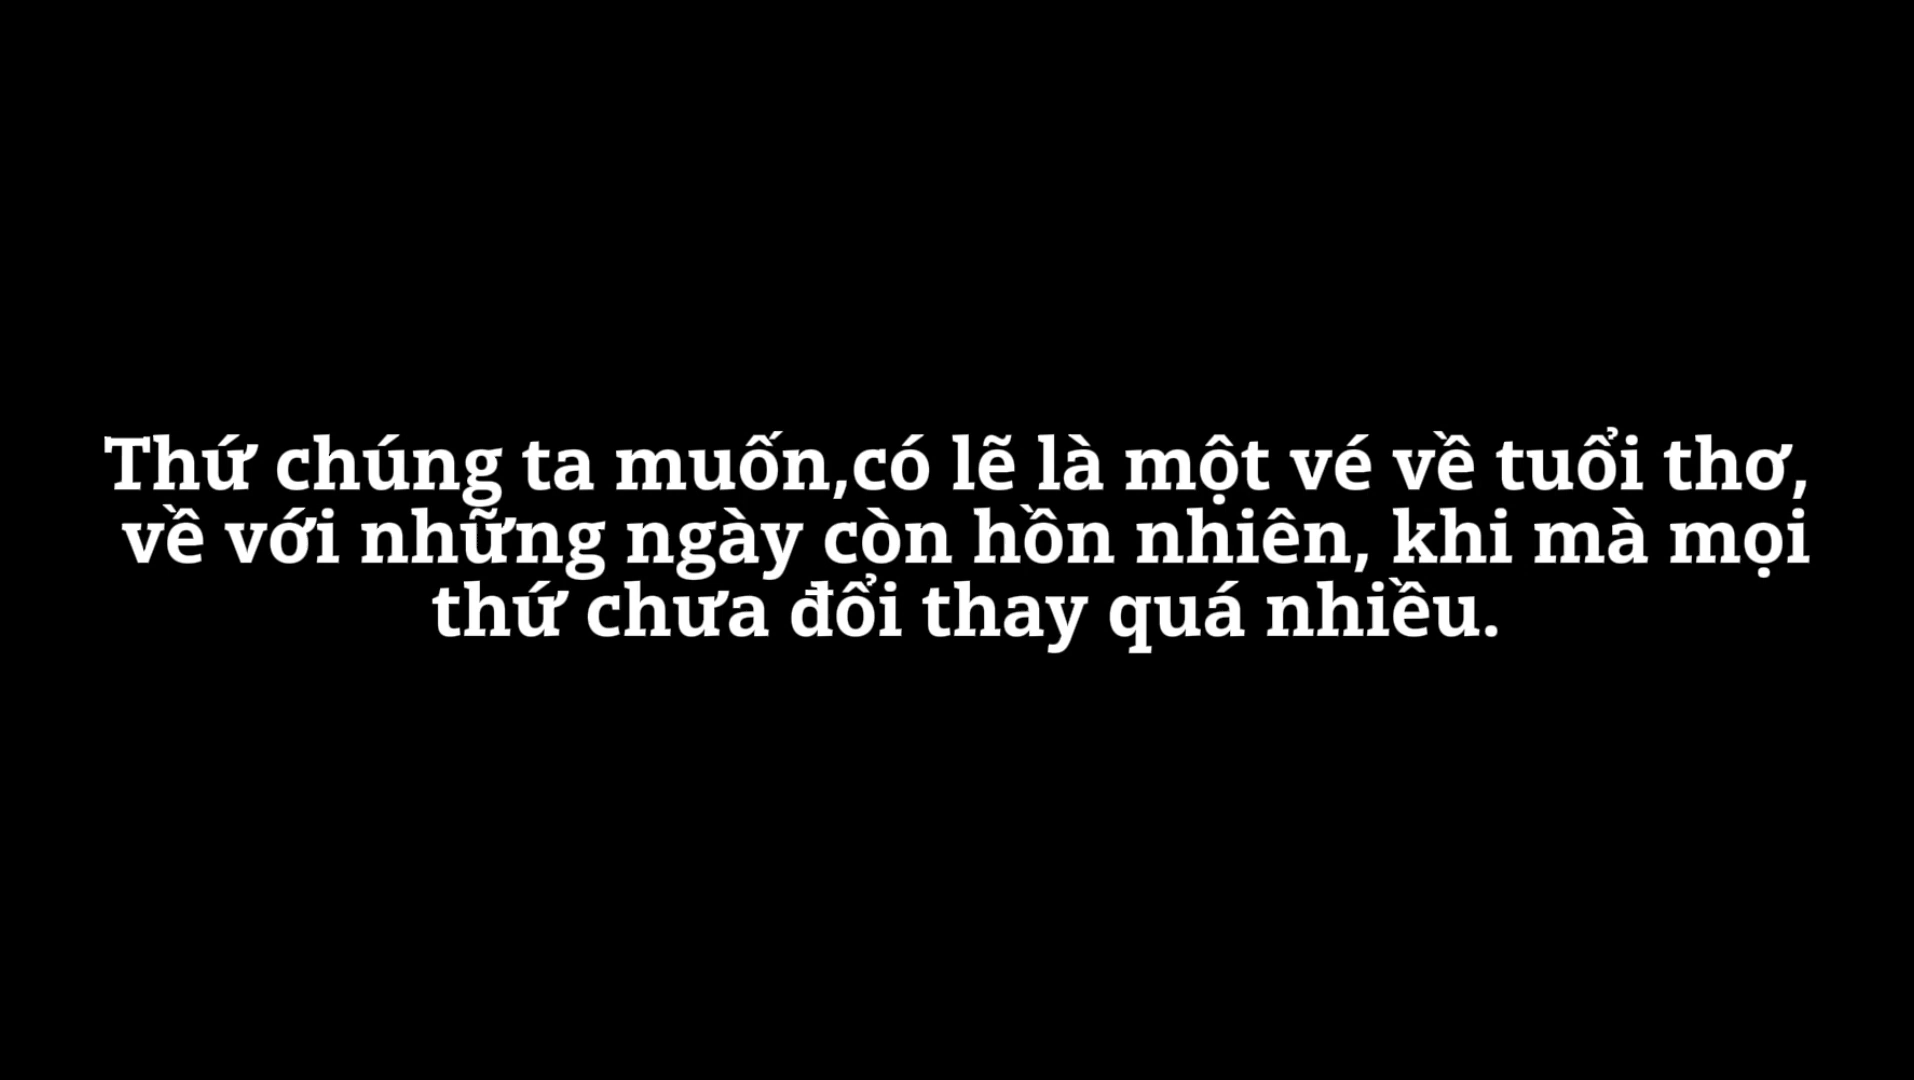 Thứ chúng ta muốn,có lẽ là một vé về tuổi thơ,
về với những ngày còn hồn nhiên, khi mà mọi
thứ chưa đổi thay quá nhiều.